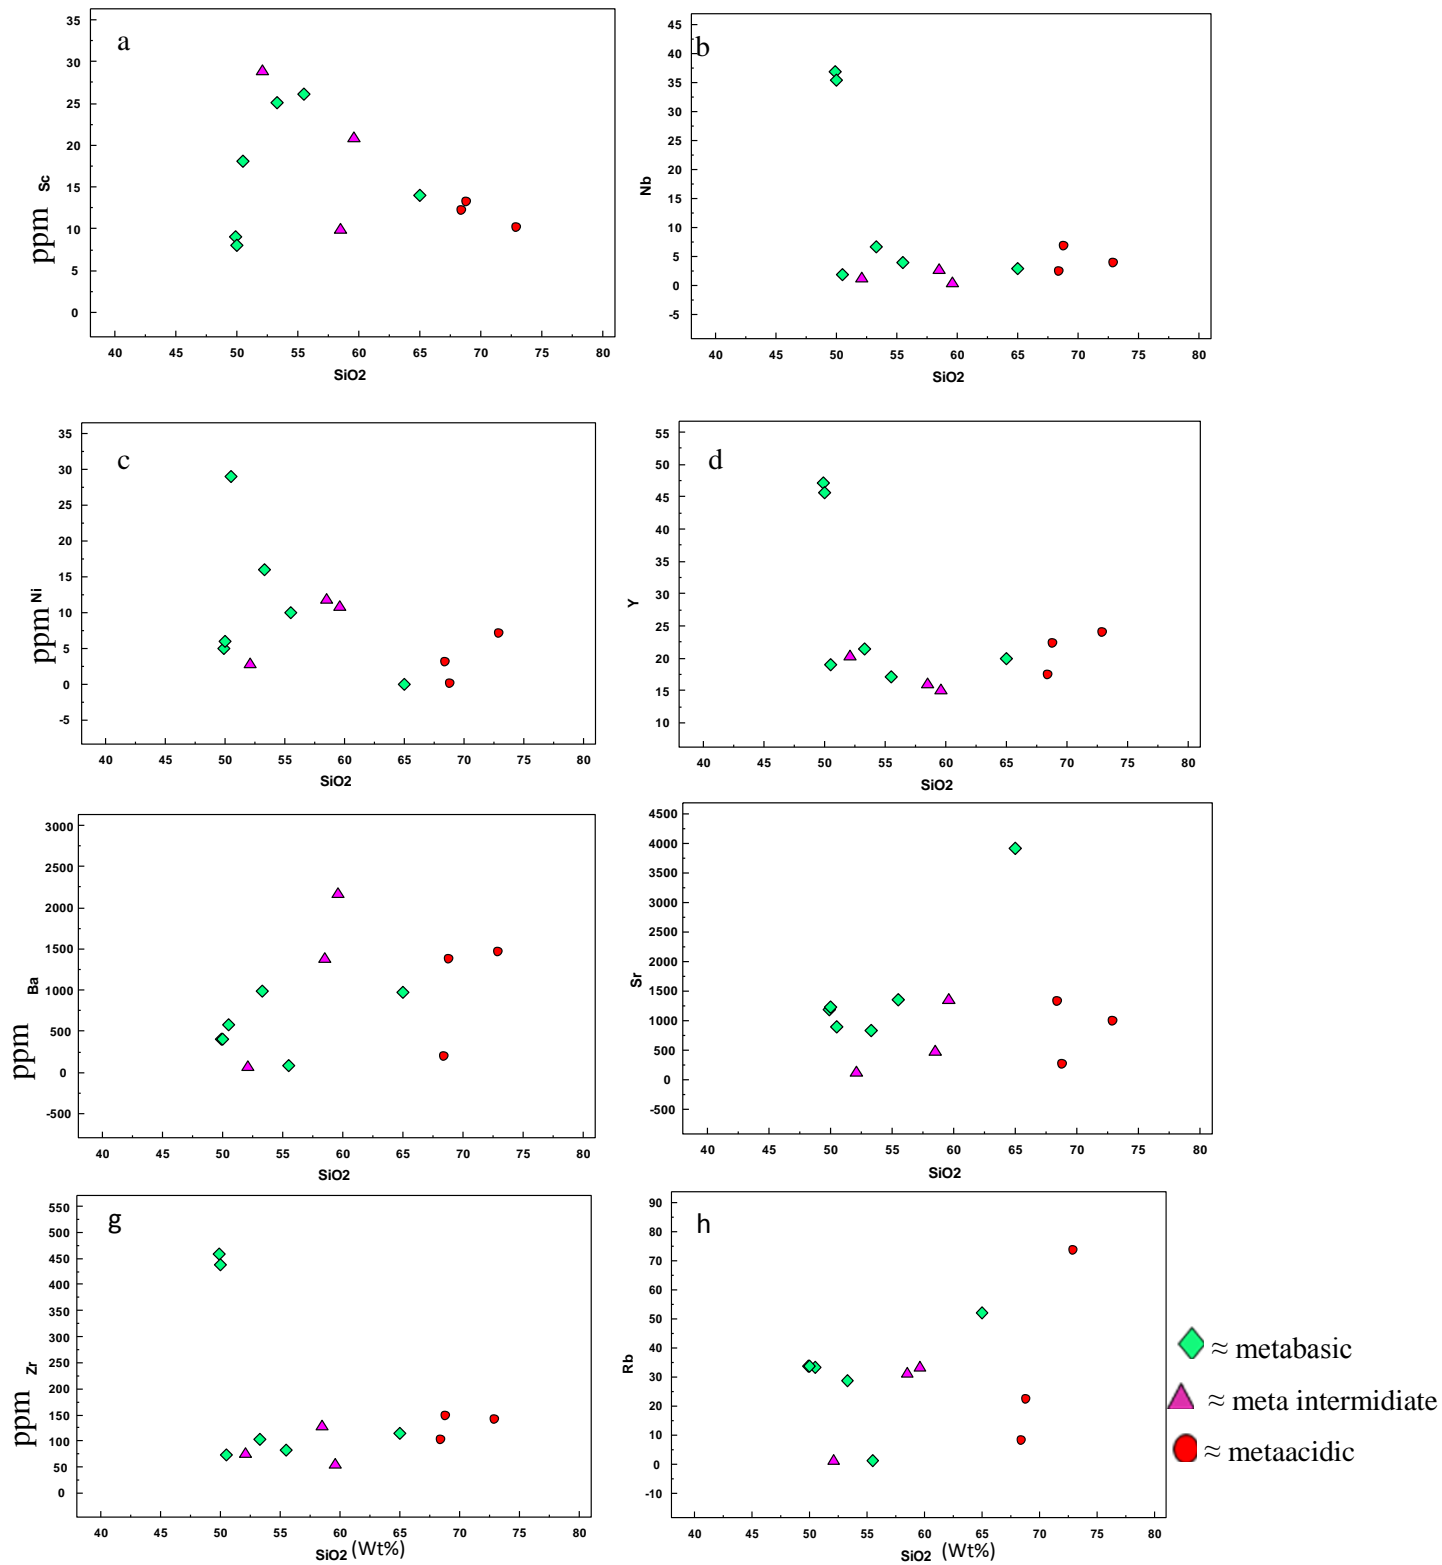 a
35
30
25
20
15
10
5
0
ppm
Sc
40 45 50 55 60 65 70 75 80
SiO2
b
45
40
35
30
25
20
15
10
5
0
-5
Nb
40 45 50 55 60 65 70 75 80
SiO2
c
35
30
25
20
15
10
5
0
-5
ppm
Ni
40 45 50 55 60 65 70 75 80
SiO2
d
55
50
45
40
35
30
25
20
15
10
Y
40 45 50 55 60 65 70 75 80
SiO2
3000
2500
2000
1500
1000
500
0
-500
ppm
Ba
40 45 50 55 60 65 70 75 80
SiO2
4500
4000
3500
3000
2500
2000
1500
1000
500
0
-500
Sr
40 45 50 55 60 65 70 75 80
SiO2
g
550
500
450
400
350
300
250
200
150
100
50
0
ppm
Zr
40 45 50 55 60 65 70 75 80
SiO2 (Wt%)
h
90
80
70
60
50
40
30
20
10
0
-10
Rb
40 45 50 55 60 65 70 75 80
SiO2 (Wt%)
≈ metabasic
≈ meta intermidiate
≈ metaacidic